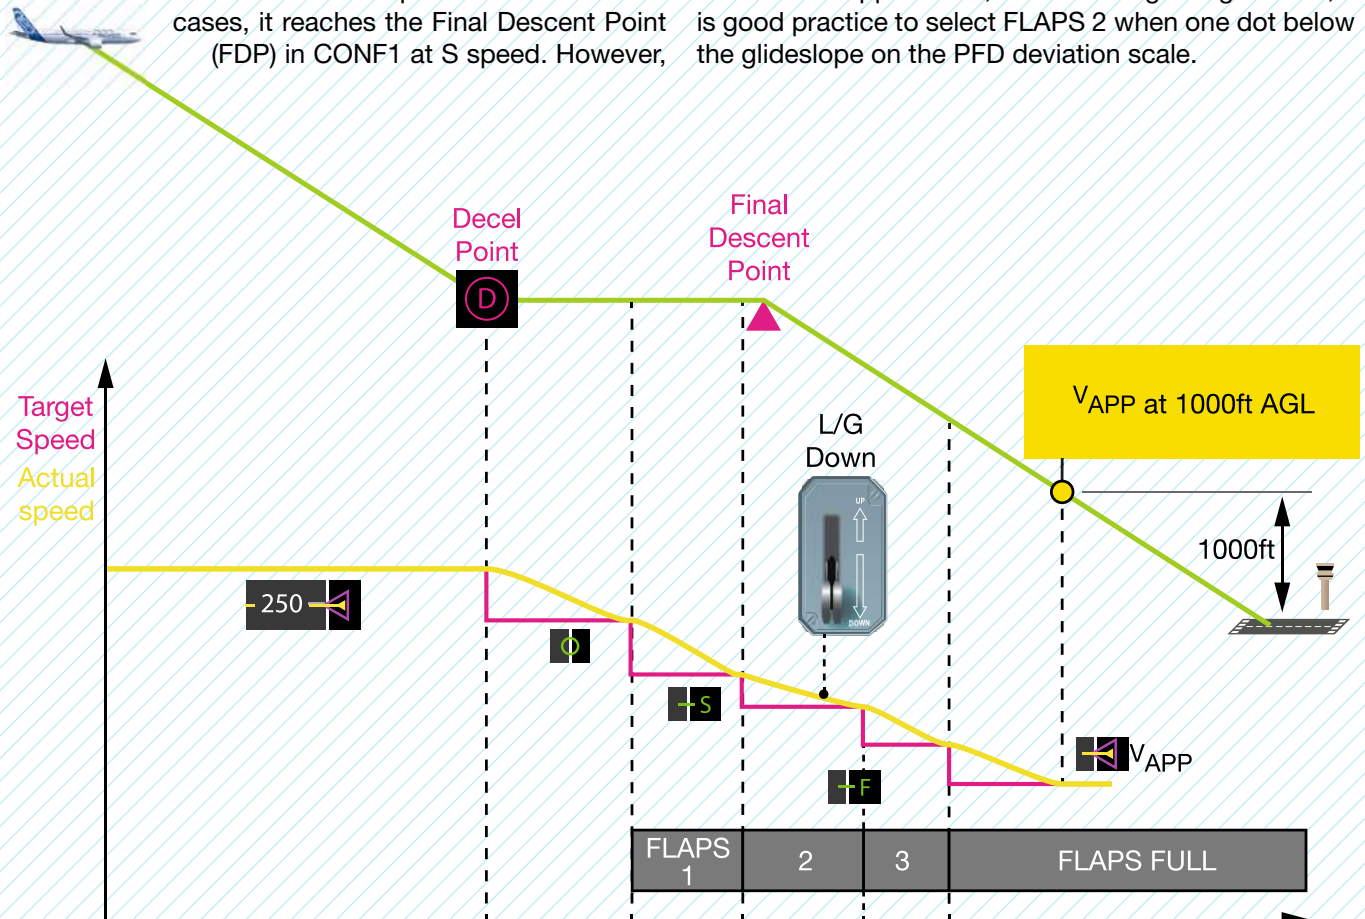 cases, it reaches the Final Descent Point
(FDP) in CONF1 at S speed. However,
is good practice to select FLAPS 2 when one dot below
the glideslope on the PFD deviation scale.
Decel
Point
D
Final
Descent
Point
VAPP at 1000ft AGL
Target
Speed
Actual
speed
L/G
Down
UP
DOWN
1000ft
250
S
F
VAPP
FLAPS
1
2
3
FLAPS FULL